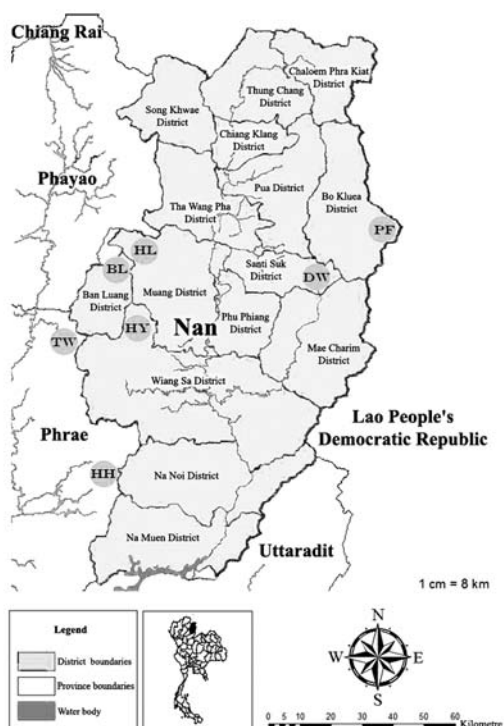 Chiang Rai
Chaloem Phra Kiat
District
Thung Chang
District
Song Khwae
District
Chiang Klang
District
Phayao
Pua District
Bo Kluea
District
Tha Wang Pha
District
PF
HL
BL
Santi Suk
District
DW
Ban Luang
District
Muang District
HY
Nan
Phu Phiang
District
TW
Mae Charim
District
Wiang Sa District
Lao People's
Democratic Republic
Phrae
HH
Na Noi District
Na Muen District
Uttaradit
1 cm = 8 km
Legend
District boundaries
Province boundaries
Water body
N
W
E
S
0 5 10 20 30 40 50 60
Kilometre